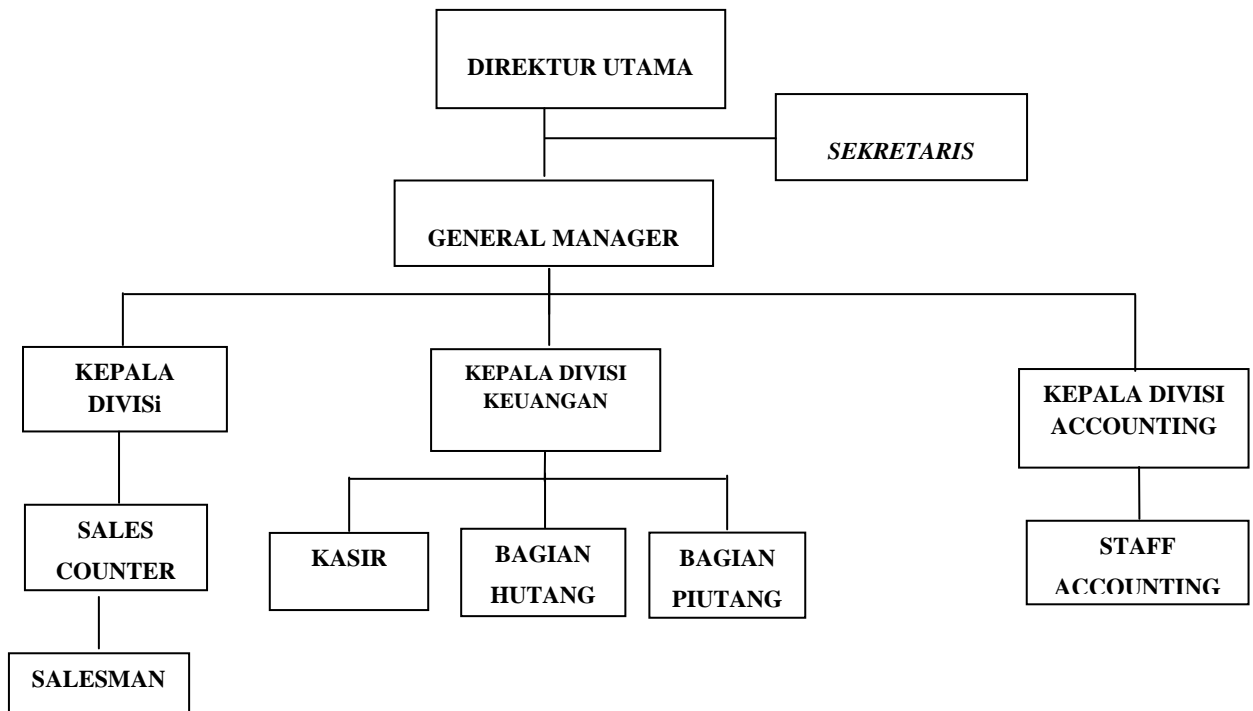 DIREKTUR UTAMA
SEKRETARIS
GENERAL MANAGER
KEPALA
DIVISi
KEPALA DIVISI
KEUANGAN
KEPALA DIVISI
ACCOUNTING
SALES
COUNTER
KASIR
BAGIAN
HUTANG
BAGIAN
PIUTANG
STAFF
ACCOUNTING
SALESMAN